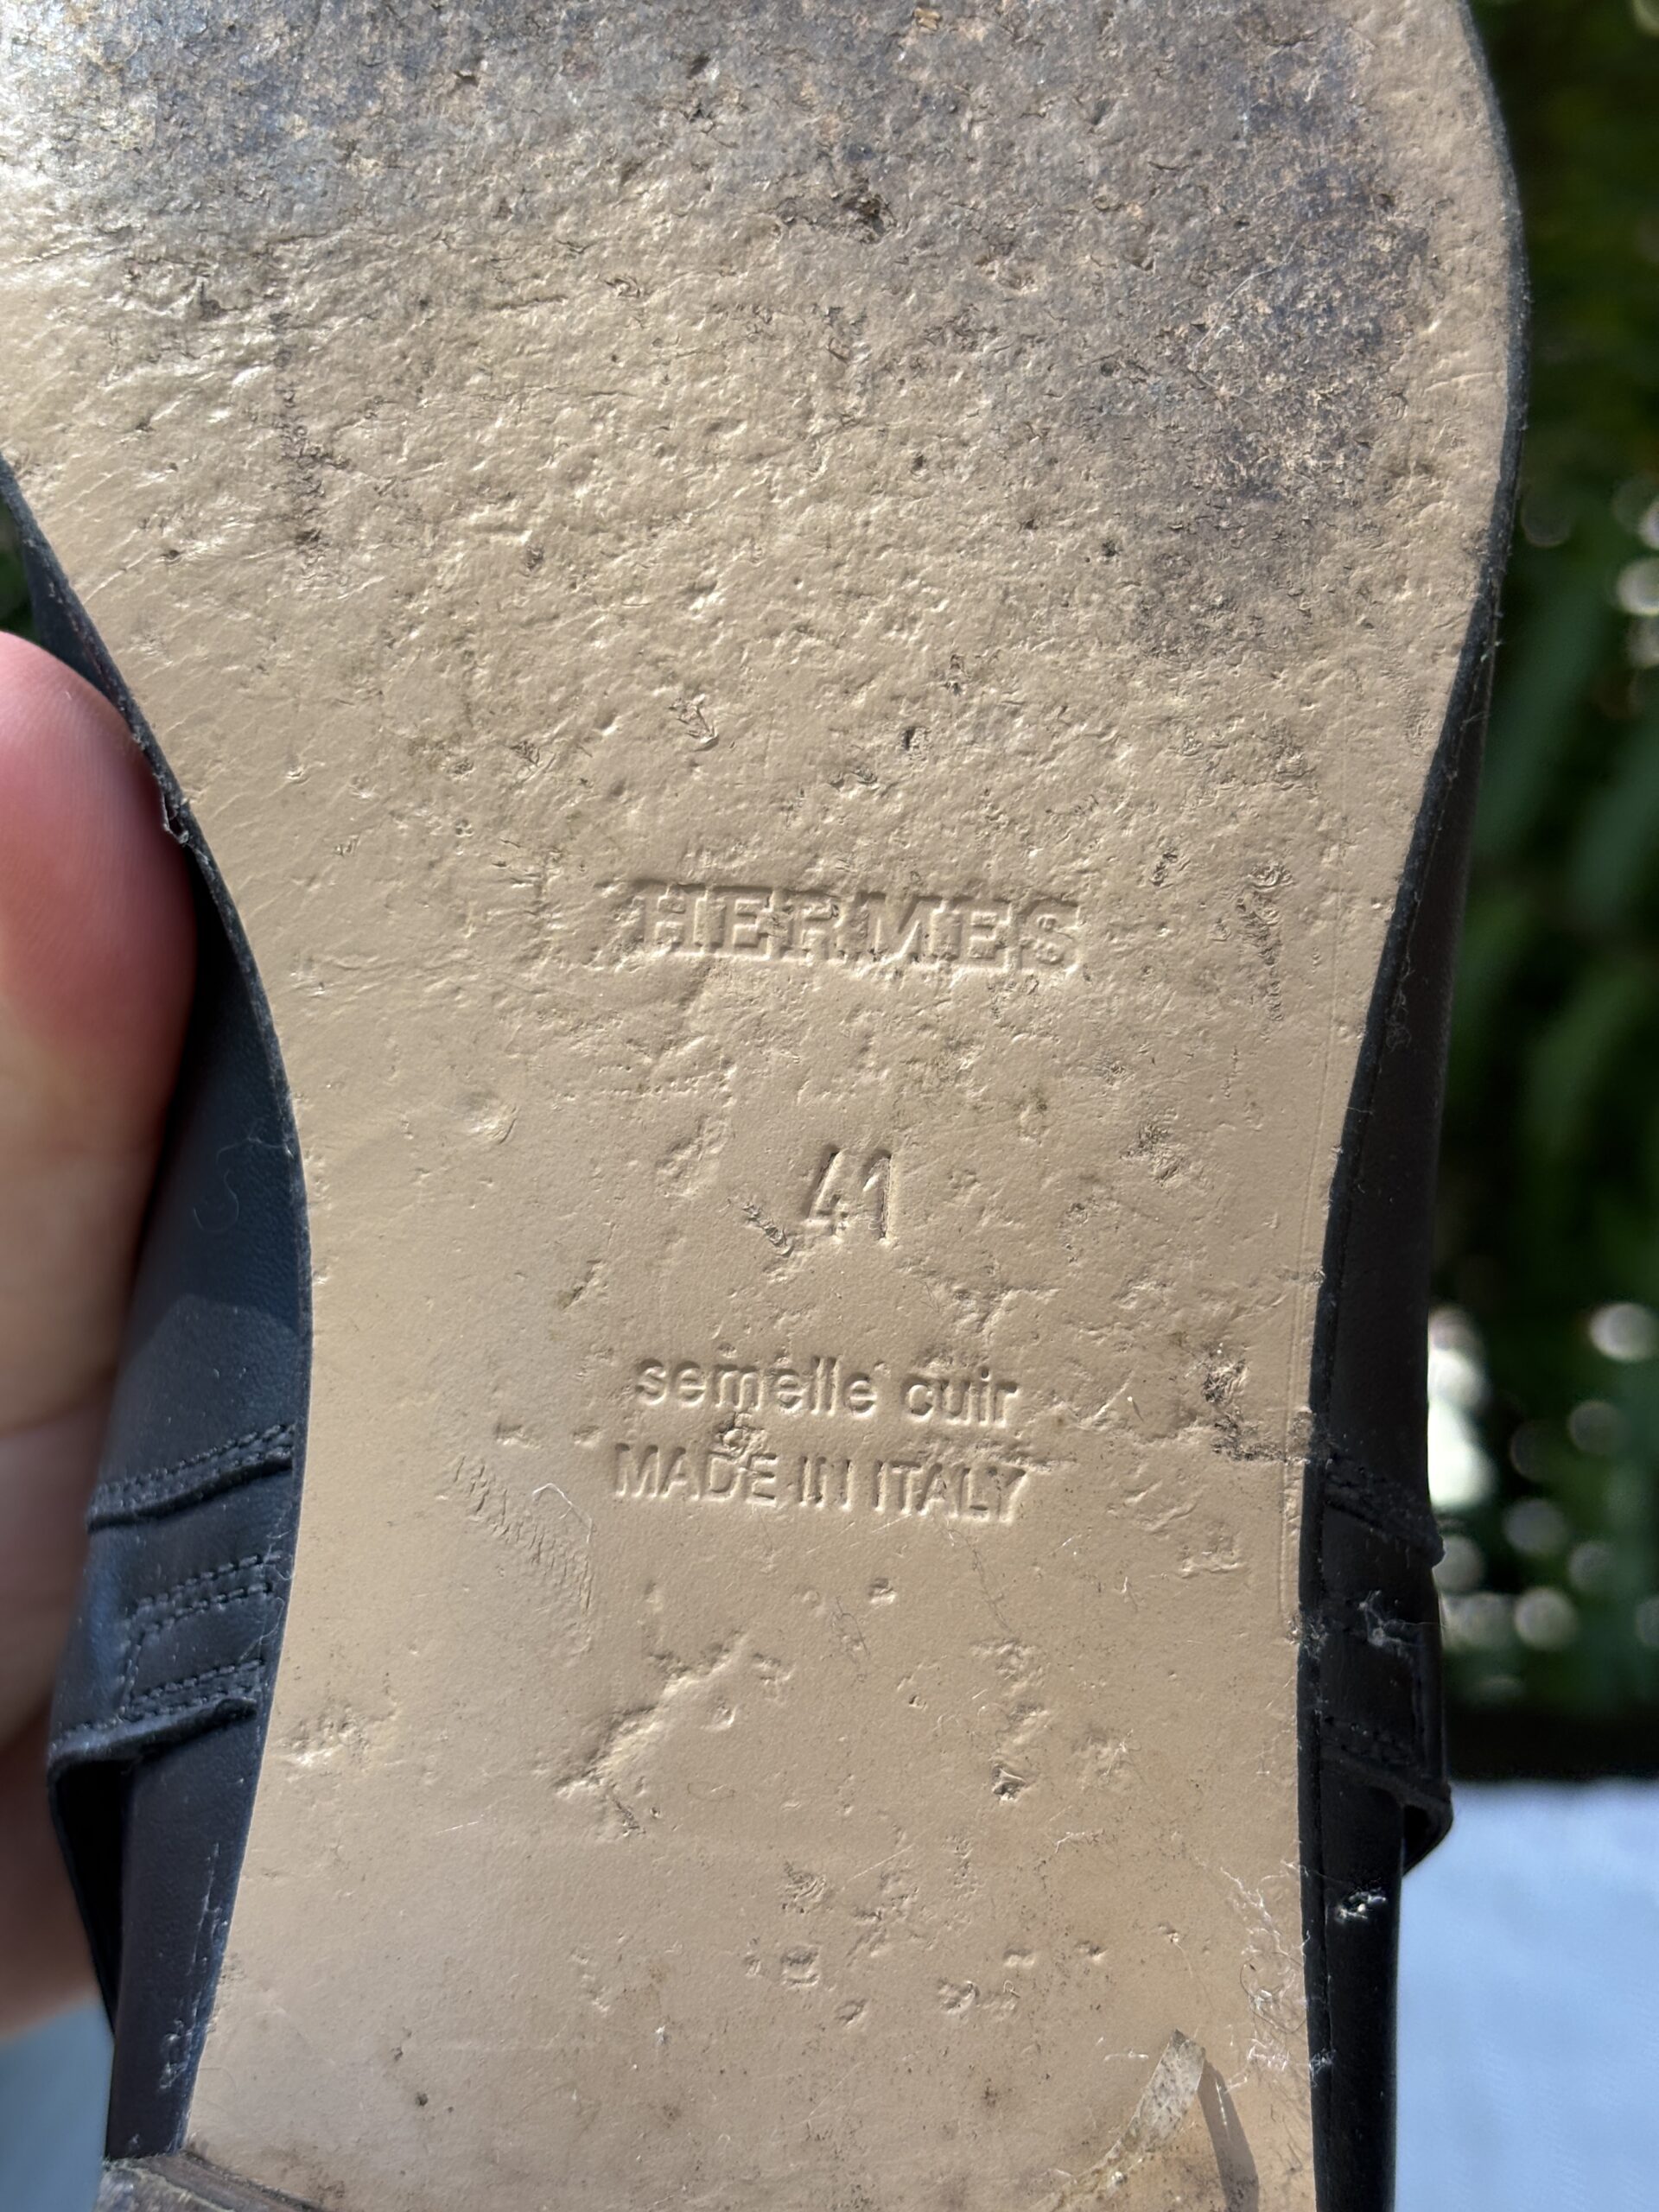 HERMES
41
semelle cuir
MADE IN ITALY